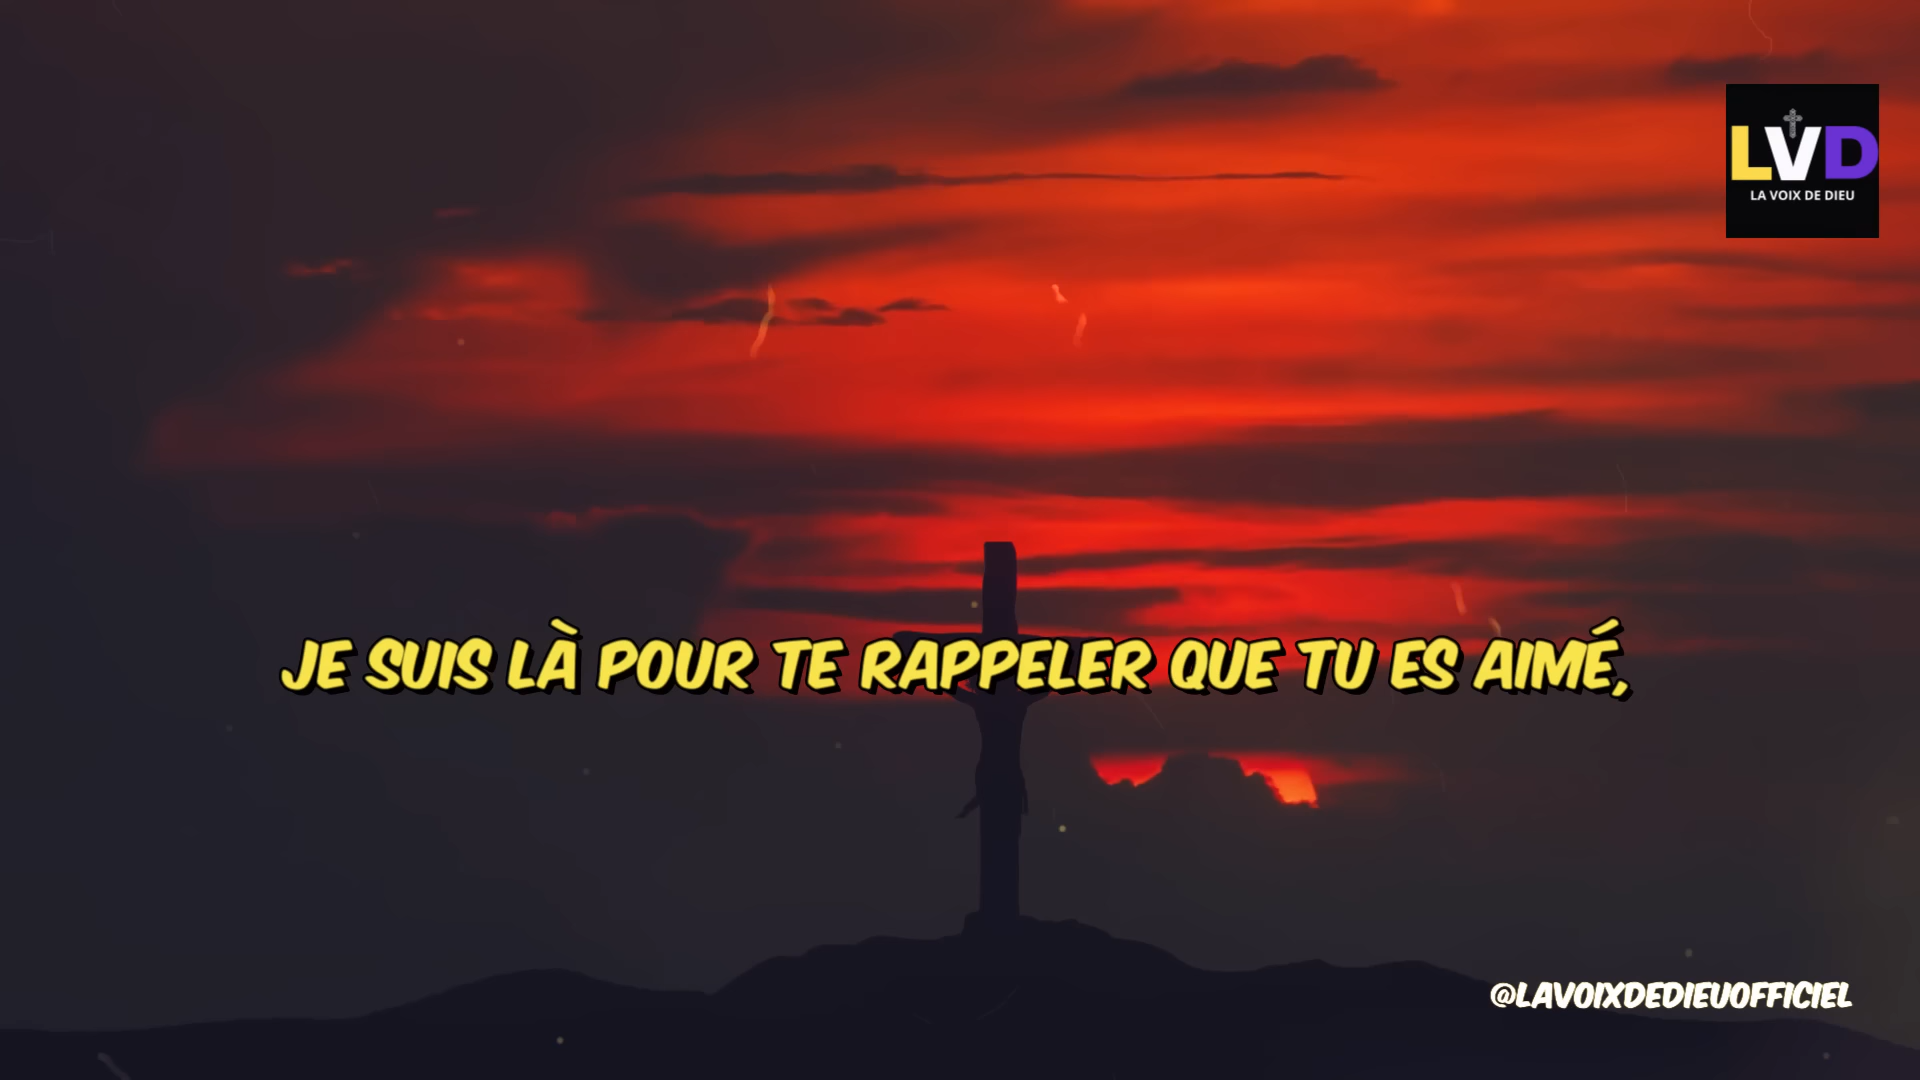 LVD
LA VOIX DE DIEU
JE SUIS LÀ POUR TE RAPPELER QUE TU ES AIMÉ,
@LAVOIXDEDIEUOFFICIEL